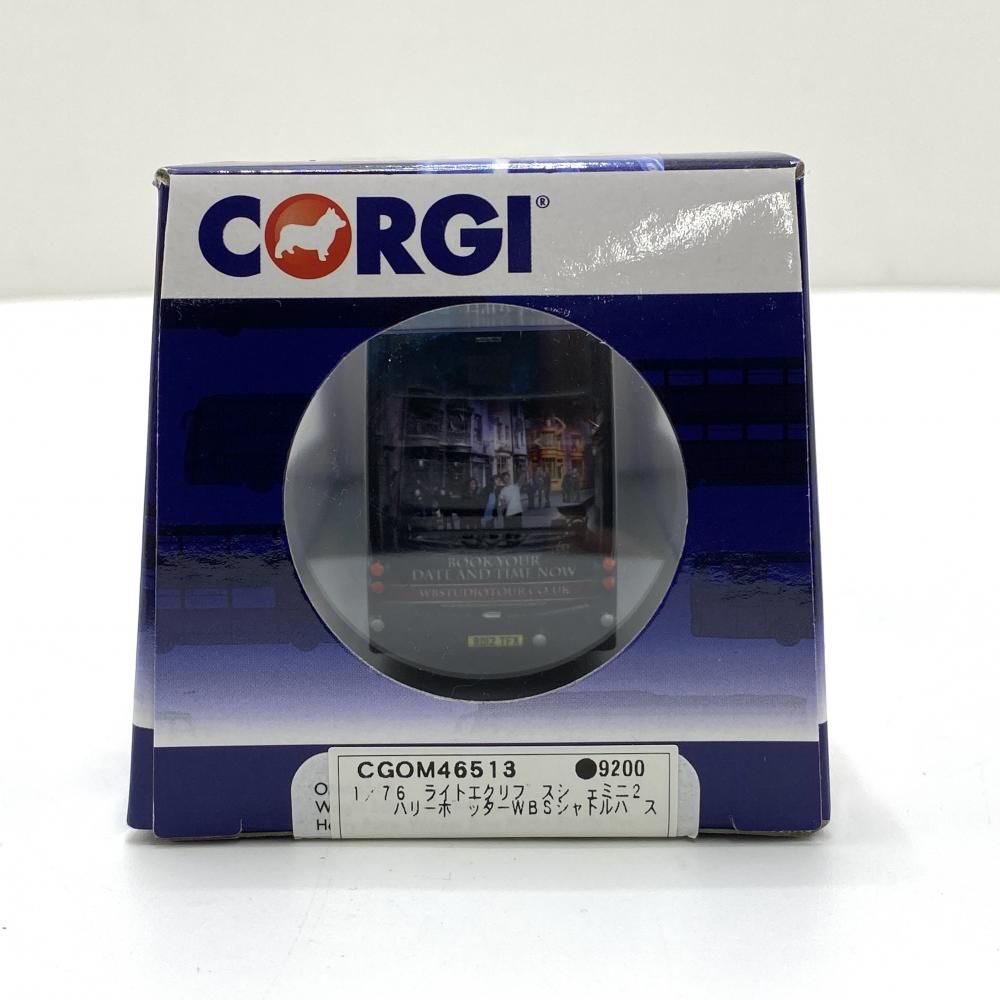 CORGI®
BOOK YOUR
DATE AND TIME NOW
WBSTUDIOTOUR.CO.UK
CGOM46513 ●9200
1/76 ライトエクリプスジェミニ2
ハリーポッターWBSシャトルバス
O
W
He